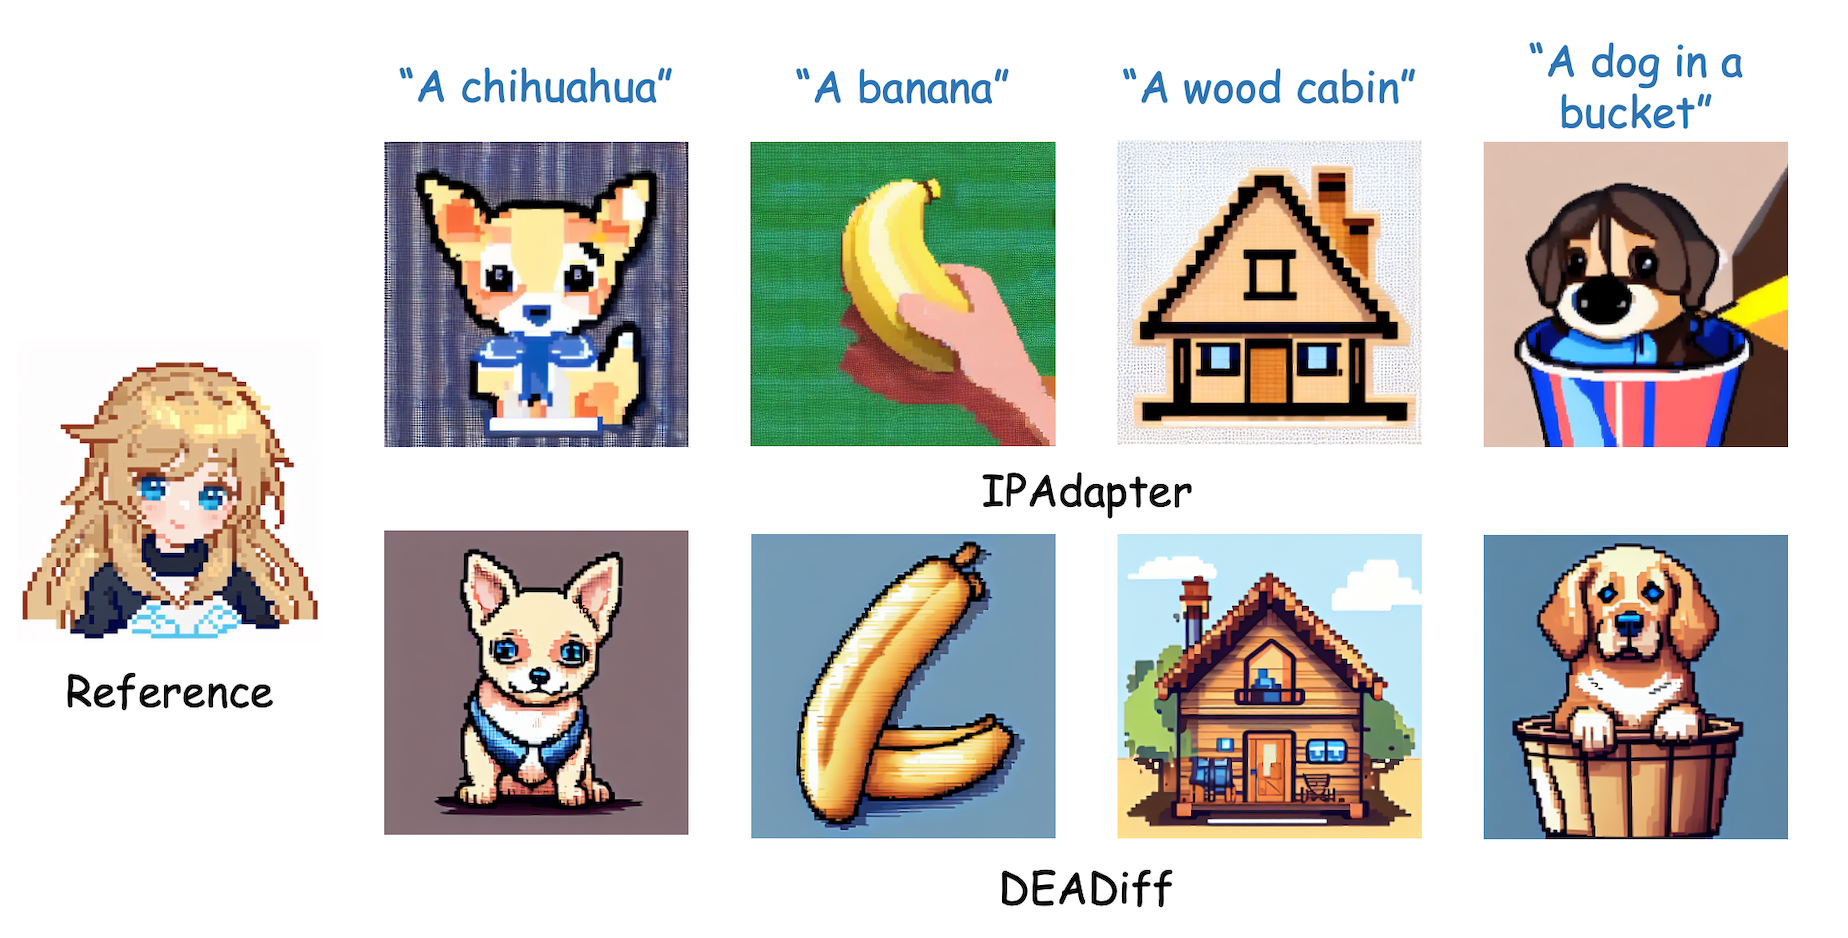 “A chihuahua”
“A banana”
“A wood cabin”
“A dog in a
bucket”
IPAdapter
Reference
DEADiff